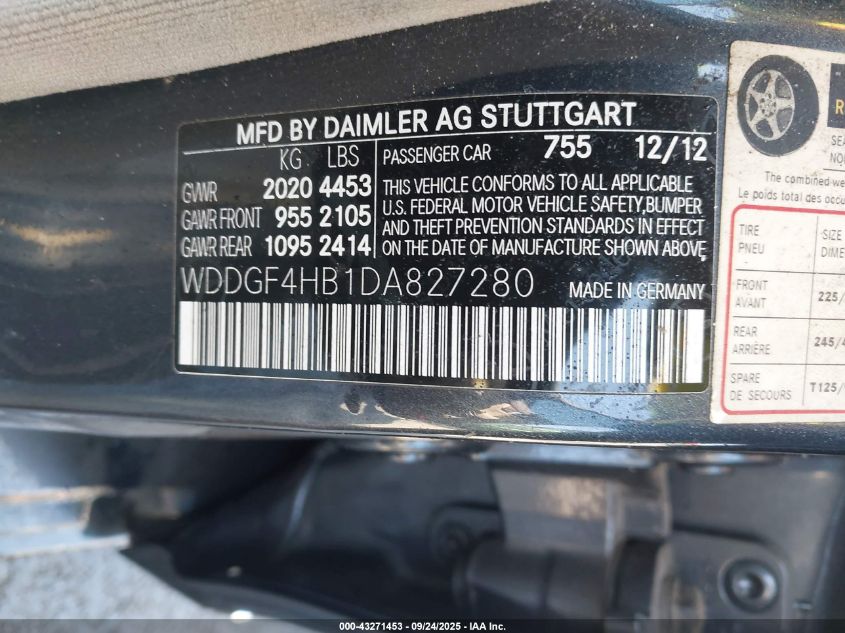 MFD BY DAIMLER AG STUTTGART
KG LBS
GVWR 2020 4453
GAWR FRONT 955 2105
GAWR REAR 1095 2414
PASSENGER CAR 755 12/12
THIS VEHICLE CONFORMS TO ALL APPLICABLE
U.S. FEDERAL MOTOR VEHICLE SAFETY, BUMPER
AND THEFT PREVENTION STANDARDS IN EFFECT
ON THE DATE OF MANUFACTURE SHOWN ABOVE.
WDDGF4HB1DA827280 MADE IN GERMANY
The combined
Le poids total des
TIRE SIZE
PNEU
FRONT 225/
AVANT
REAR 245/4
ARRIÈRE
SPARE T125/
DE SECOURS
000-43271453 - 09/24/2025 - IAA Inc.